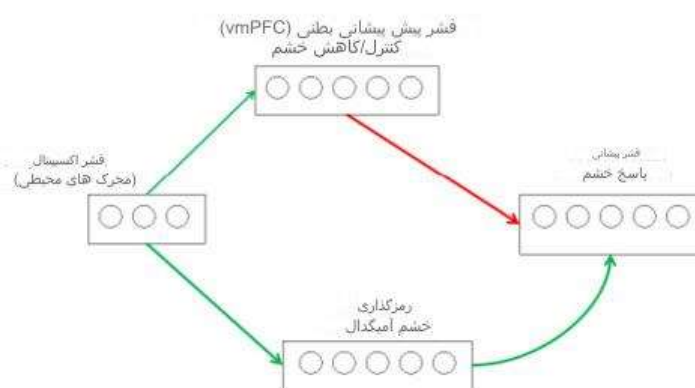 قشر پیش پیشانی بطنی (vmPFC)
کنترل/کاهش خشم
قشر اکسیپیتال
(محرک های محیطی)
قشر پیشانی
پاسخ خشم
رمزگذاری
خشم آمیگدال